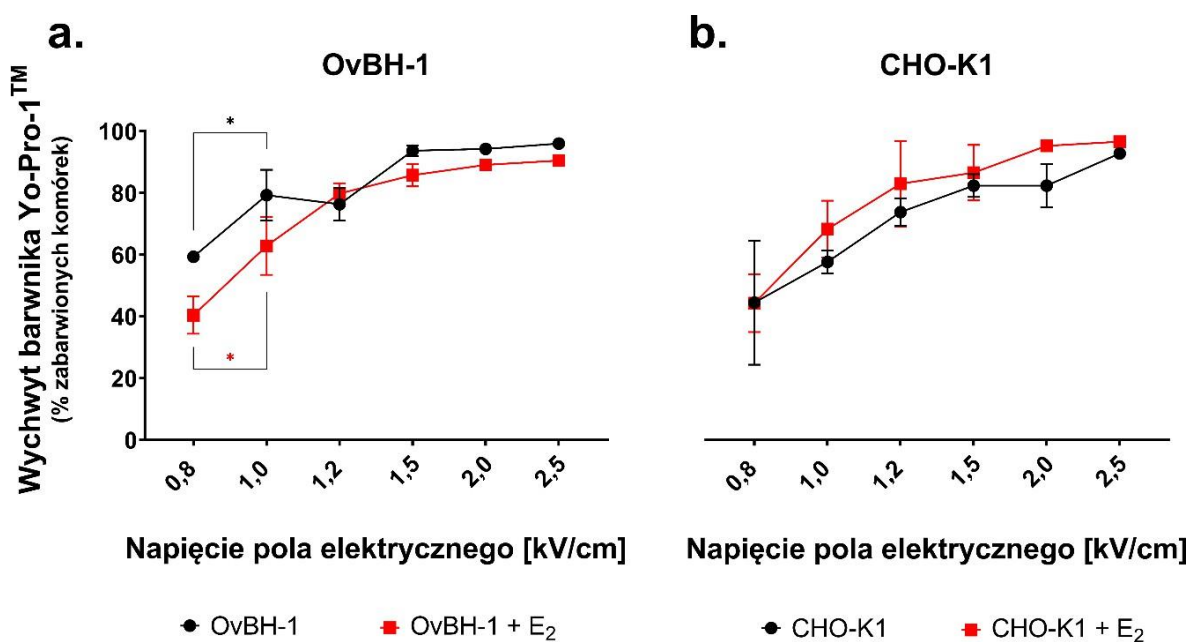 a.
OvBH-1
b.
CHO-K1
Wychwyt barwnika Yo-Pro-1™
(% zabarwionych komórek)
100
80
60
40
20
0
*
*
0,8 1,0 1,2 1,5 2,0 2,5
0,8 1,0 1,2 1,5 2,0 2,5
Napięcie pola elektrycznego [kV/cm]
Napięcie pola elektrycznego [kV/cm]
OvBH-1 OvBH-1 + E₂
CHO-K1 CHO-K1 + E₂